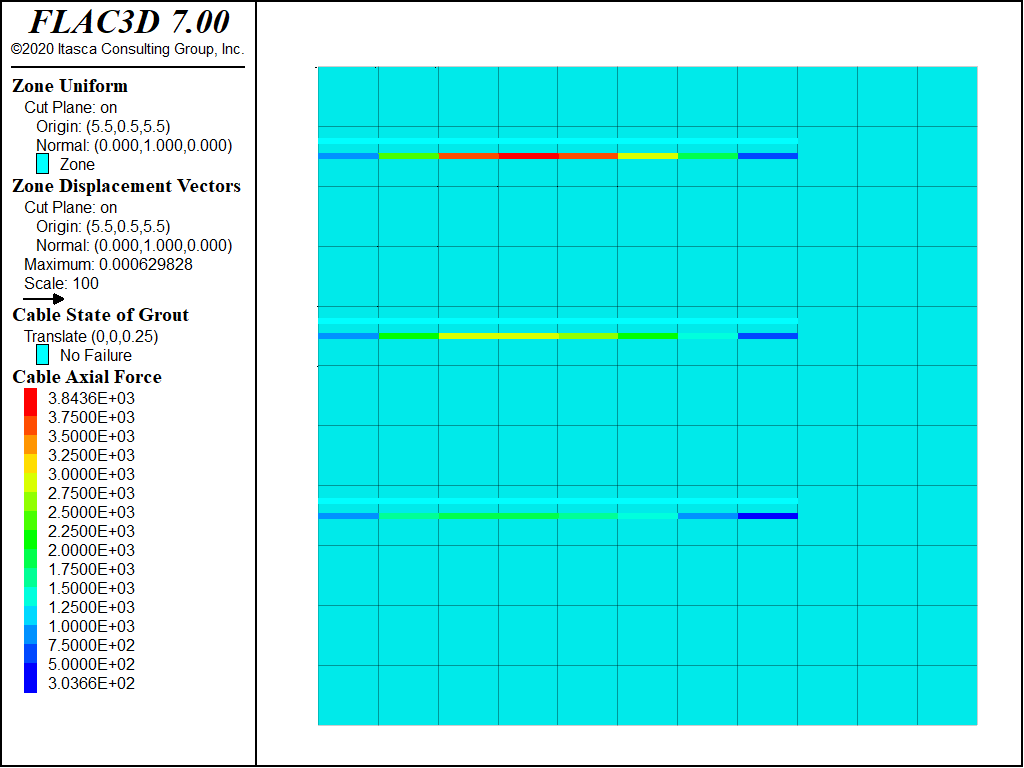 FLAC3D 7.00
©2020 Itasca Consulting Group, Inc.
Zone Uniform
Cut Plane: on
Origin: (5.5,0.5,5.5)
Normal: (0.000,1.000,0.000)
Zone
Zone Displacement Vectors
Cut Plane: on
Origin: (5.5,0.5,5.5)
Normal: (0.000,1.000,0.000)
Maximum: 0.000629828
Scale: 100
Cable State of Grout
Translate (0,0,0.25)
No Failure
Cable Axial Force
3.8436E+03
3.7500E+03
3.5000E+03
3.2500E+03
3.0000E+03
2.7500E+03
2.5000E+03
2.2500E+03
2.0000E+03
1.7500E+03
1.5000E+03
1.2500E+03
1.0000E+03
7.5000E+02
5.0000E+02
3.0366E+02